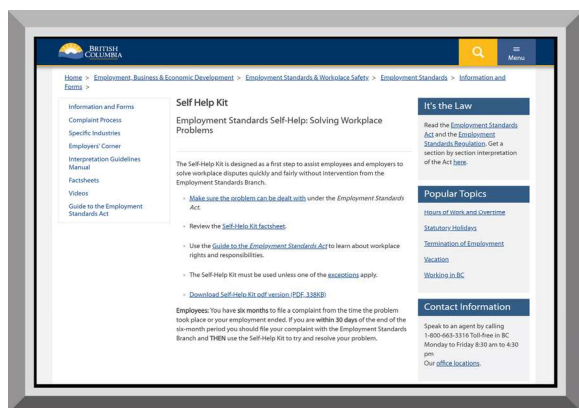 BRITISH
COLUMBIA
Menu
Home > Employment, Business & Economic Development > Employment Standards & Workplace Safety > Employment Standards > Information and
Forms >
Information and Forms
Complaint Process
Specific Industries
Employers' Corner
Interpretation Guidelines
Manual
Factsheets
Videos
Guide to the Employment
Standards Act
Self Help Kit
Employment Standards Self-Help: Solving Workplace
Problems
The Self-Help Kit is designed as a first step to assist employees and employers to
solve workplace disputes quickly and fairly without intervention from the
Employment Standards Branch.
Make sure the problem can be dealt with under the Employment Standards
Act.
Review the Self-Help Kit factsheet.
Use the Guide to the Employment Standards Act to learn about workplace
rights and responsibilities.
The Self-Help Kit must be used unless one of the exceptions apply.
Download Self-Help Kit pdf version (PDF, 338KB)
Employees: You have six months to file a complaint from the time the problem
took place or your employment ended. If you are within 30 days of the end of the
six-month period you should file your complaint with the Employment Standards
Branch and THEN use the Self-Help Kit to try and resolve your problem.
It's the Law
Read the Employment Standards
Act and the Employment
Standards Regulation. Get a
section by section interpretation
of the Act here.
Popular Topics
Hours of Work and Overtime
Statutory Holidays
Termination of Employment
Vacation
Working in BC
Contact Information
Speak to an agent by calling
1-800-663-3316 Toll-free in BC
Monday to Friday 8:30 am to 4:30
pm
Our office locations.